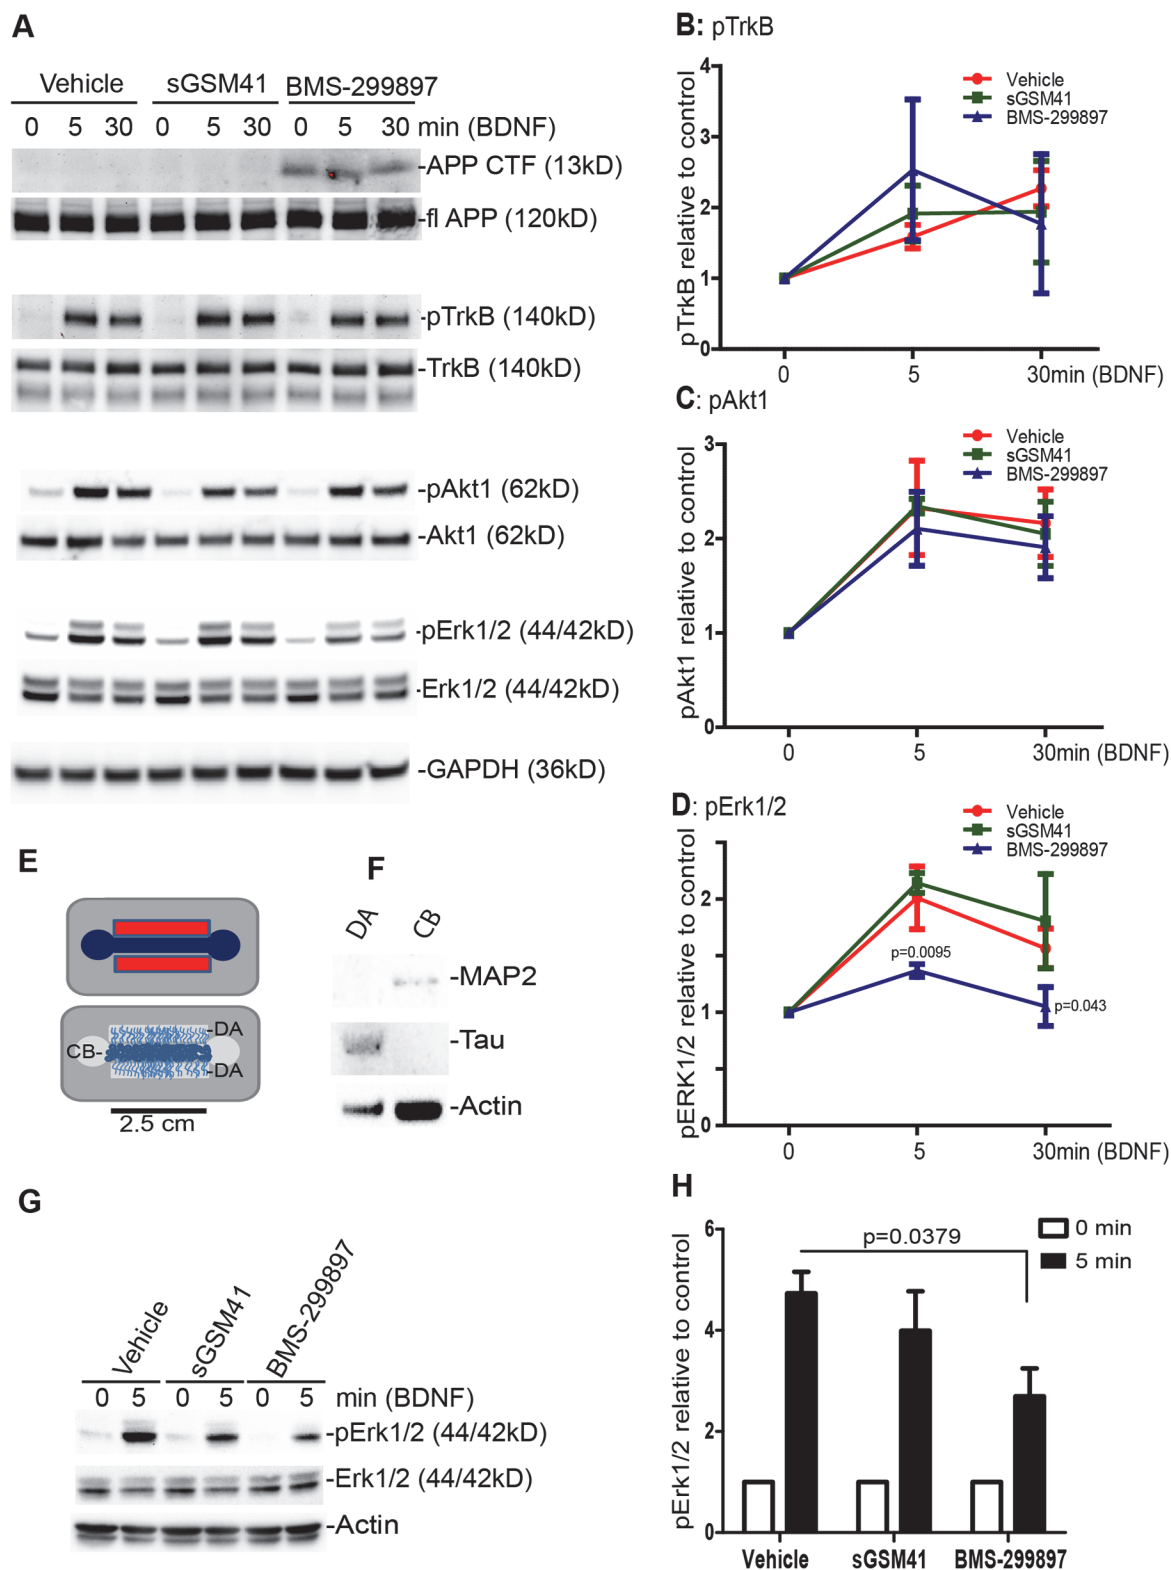 A
Vehicle sGSM41 BMS-299897
0 5 30 0 5 30 0 5 30 min (BDNF)
-APP CTF (13kD)
-fl APP (120kD)
-pTrkB (140kD)
-TrkB (140kD)
-pAkt1 (62kD)
-Akt1 (62kD)
-pErk1/2 (44/42kD)
-Erk1/2 (44/42kD)
-GAPDH (36kD)
B: pTrkB
pTrkB relative to control
4
3
2
1
0
Vehicle
sGSM41
BMS-299897
0 5 30min (BDNF)
C: pAkt1
pAkt1 relative to control
3
2
1
0
Vehicle
sGSM41
BMS-299897
0 5 30min (BDNF)
D: pErk1/2
pERK1/2 relative to control
2
1
0
Vehicle
sGSM41
BMS-299897
p=0.0095
p=0.043
0 5 30min (BDNF)
E
-DA
CB-
-DA
2.5 cm
F
DA CB
-MAP2
-Tau
-Actin
G
Vehicle sGSM41 BMS-299897
0 5 0 5 0 5 min (BDNF)
-pErk1/2 (44/42kD)
-Erk1/2 (44/42kD)
-Actin
H
pErk1/2 relative to control
6
4
2
0
p=0.0379
0 min
5 min
Vehicle sGSM41 BMS-299897